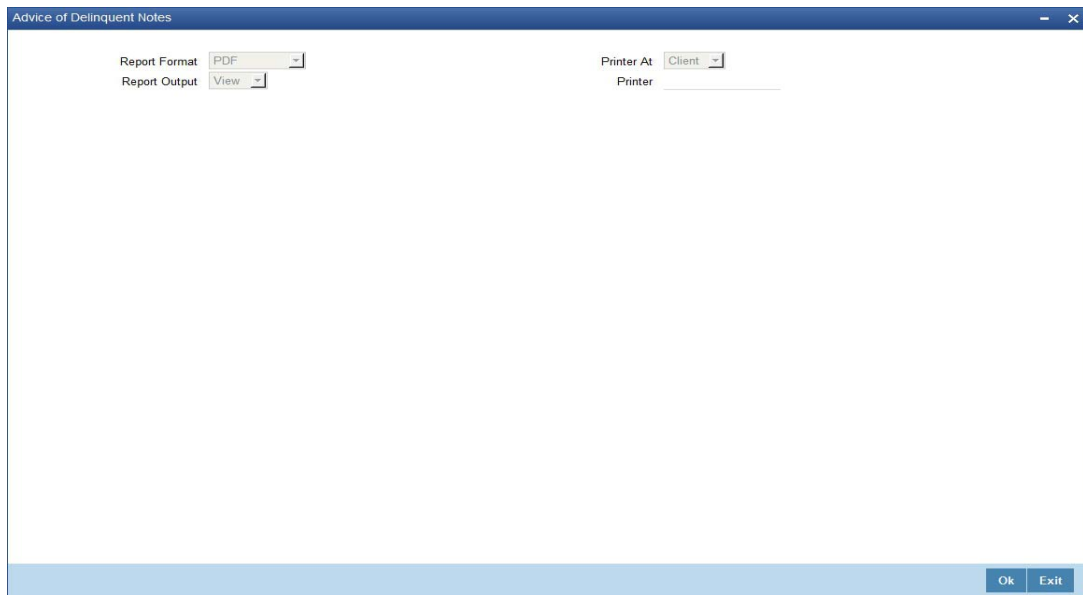 Advice of Delinquent Notes
Report Format PDF
Printer At Client
Report Output View
Printer
Ok Exit